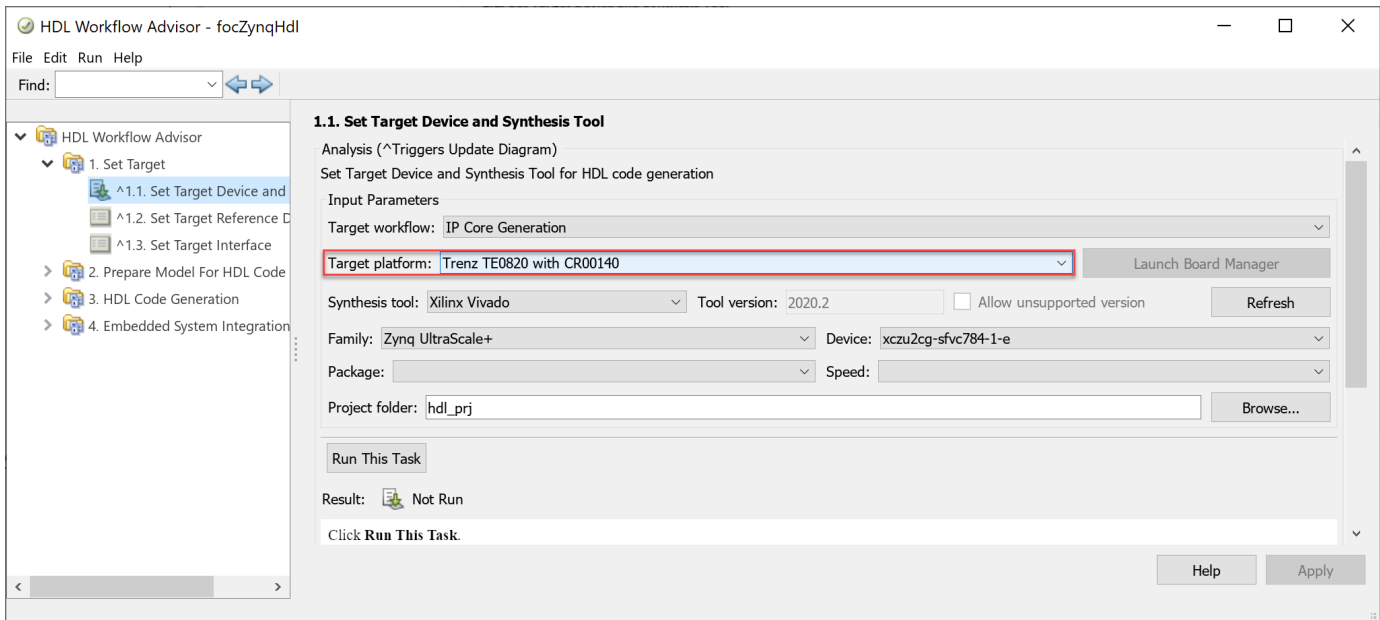 HDL Workflow Advisor - focZynqHdl
File Edit Run Help
Find:
HDL Workflow Advisor
1. Set Target
^1.1. Set Target Device and
^1.2. Set Target Reference D
^1.3. Set Target Interface
2. Prepare Model For HDL Code
3. HDL Code Generation
4. Embedded System Integration
1.1. Set Target Device and Synthesis Tool
Analysis (^Triggers Update Diagram)
Set Target Device and Synthesis Tool for HDL code generation
Input Parameters
Target workflow: IP Core Generation
Target platform: Trenz TE0820 with CR00140 Launch Board Manager
Synthesis tool: Xilinx Vivado Tool version: 2020.2 Allow unsupported version Refresh
Family: Zynq UltraScale+ Device: xczu2cg-sfvc784-1-e
Package: Speed:
Project folder: hdl_prj Browse...
Run This Task
Result: Not Run
Click Run This Task.
Help Apply